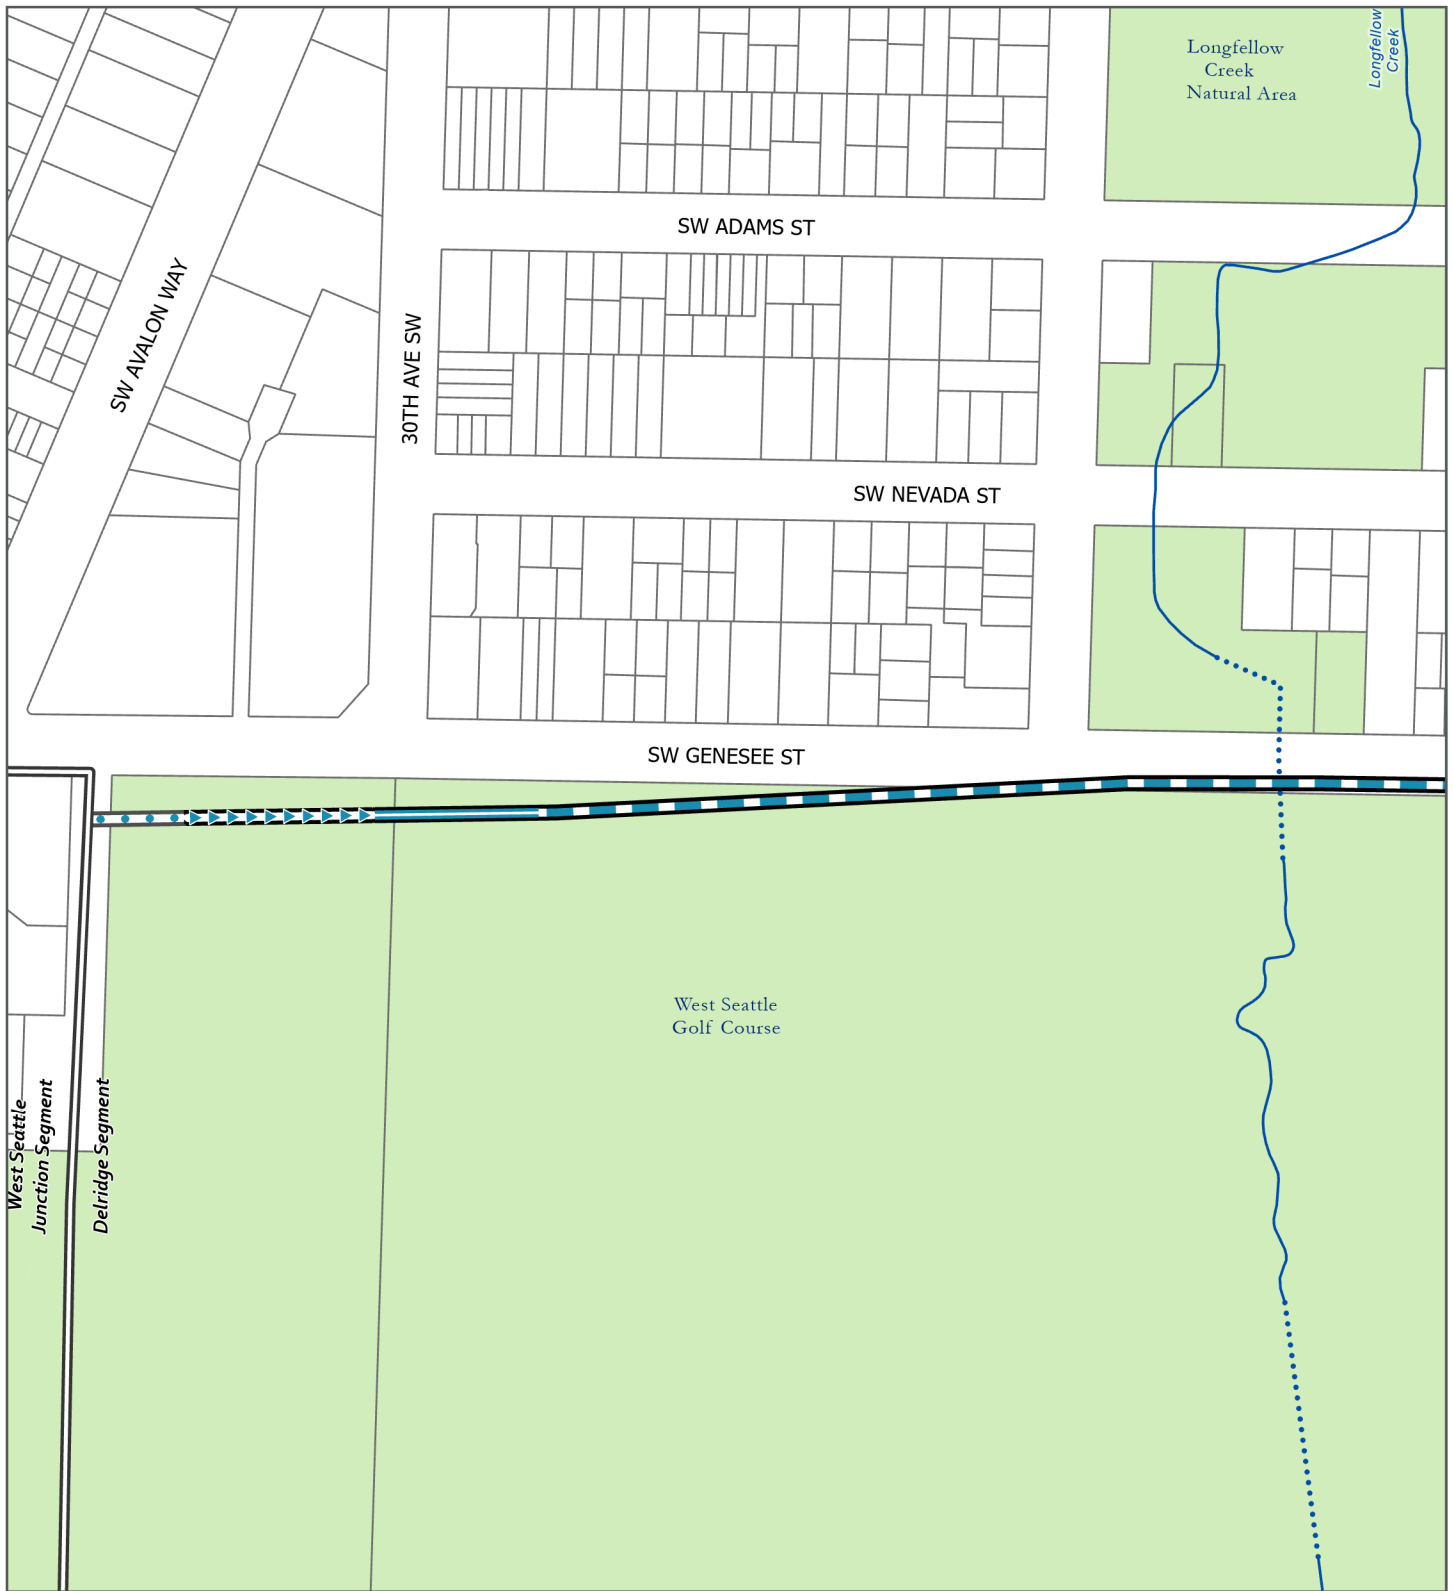 Longfellow
Creek
Natural Area
Longfellow
Creek
SW ADAMS ST
SW AVALON WAY
30TH AVE SW
SW NEVADA ST
SW GENESEE ST
West Seattle
Golf Course
West Seattle
Junction Segment
Delridge Segment